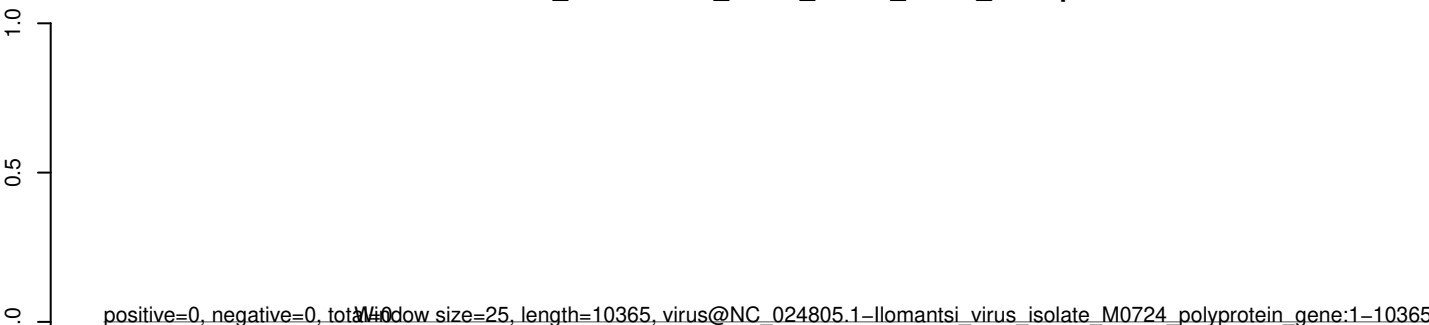 1.0
0.5
.0
positive=0, negative=0, total=0
Window size=25, length=10365, virus@NC_024805.1−Ilomantsi_virus_isolate_M0724_polyprotein_gene:1−10365